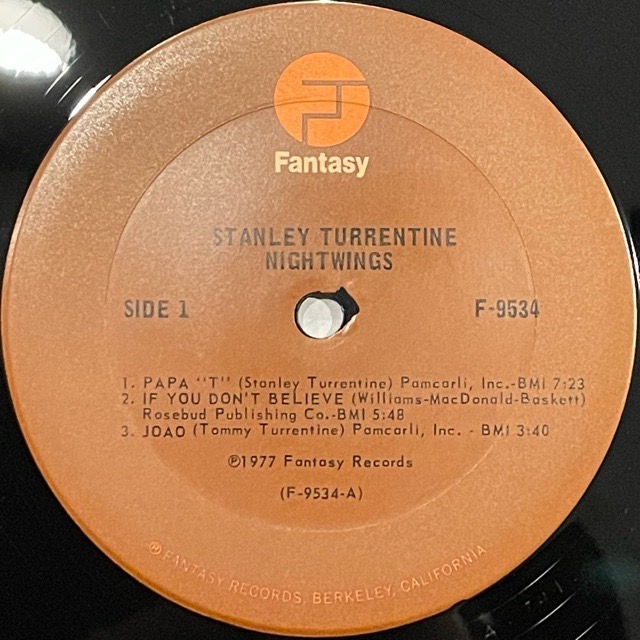 Fantasy
STANLEY TURRENTINE
NIGHTWINGS
SIDE 1
F-9534
1. PAPA "T" (Stanley Turrentine) Pamcarli, Inc.-BMI 7:23
2. IF YOU DON'T BELIEVE (Williams-MacDonald-Baskett)
Rosebud Publishing Co.-BMI 5:48
3. JOAO (Tommy Turrentine) Pamcarli, Inc. - BMI 3:40
℗1977 Fantasy Records
(F-9534-A)
FANTASY RECORDS, BERKELEY, CALIFORNIA